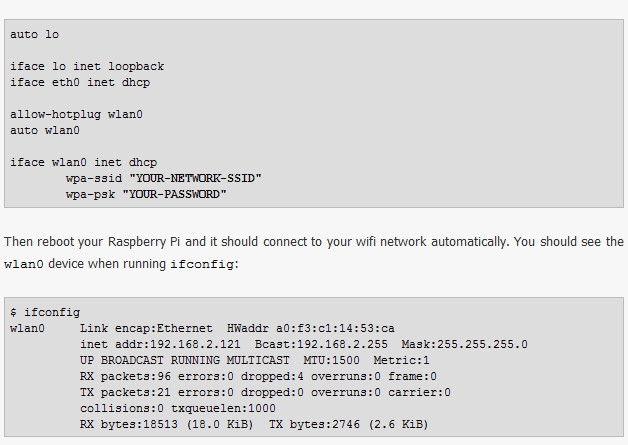 auto lo
iface lo inet loopback
iface eth0 inet dhcp
allow-hotplug wlan0
auto wlan0
iface wlan0 inet dhcp
wpa-ssid "YOUR-NETWORK-SSID"
wpa-psk "YOUR-PASSWORD"
Then reboot your Raspberry Pi and it should connect to your wifi network automatically. You should see the
wlan0 device when running ifconfig:
$ ifconfig
wlan0 Link encap:Ethernet HWaddr a0:f3:c1:14:53:ca
inet addr:192.168.2.121 Bcast:192.168.2.255 Mask:255.255.255.0
UP BROADCAST RUNNING MULTICAST MTU:1500 Metric:1
RX packets:96 errors:0 dropped:4 overruns:0 frame:0
TX packets:21 errors:0 dropped:0 overruns:0 carrier:0
collisions:0 txqueuelen:1000
RX bytes:18513 (18.0 KiB) TX bytes:2746 (2.6 KiB)